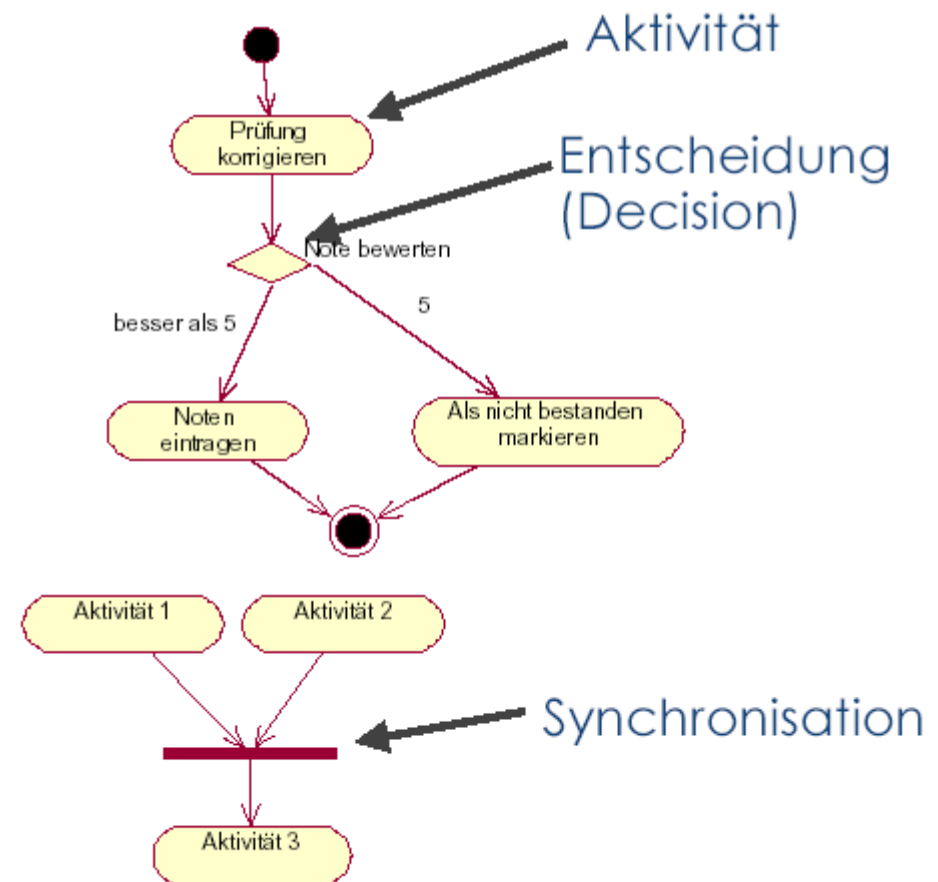 Aktivität
Prüfung
korrigieren
Entscheidung
(Decision)
Note bewerten
besser als 5
5
Noten
eintragen
Als nicht bestanden
markieren
Aktivität 1
Aktivität 2
Synchronisation
Aktivität 3